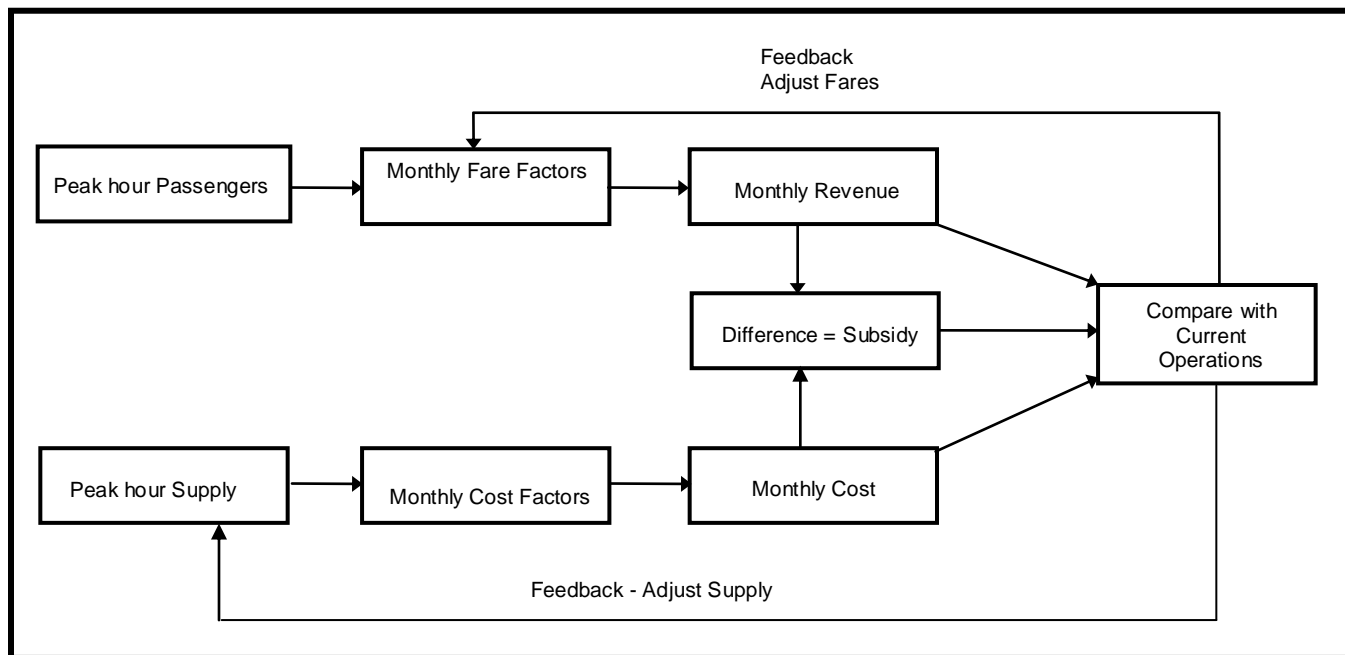 Feedback
Adjust Fares
Peak hour Passengers
Monthly Fare Factors
Monthly Revenue
Difference = Subsidy
Compare with
Current
Operations
Peak hour Supply
Monthly Cost Factors
Monthly Cost
Feedback - Adjust Supply